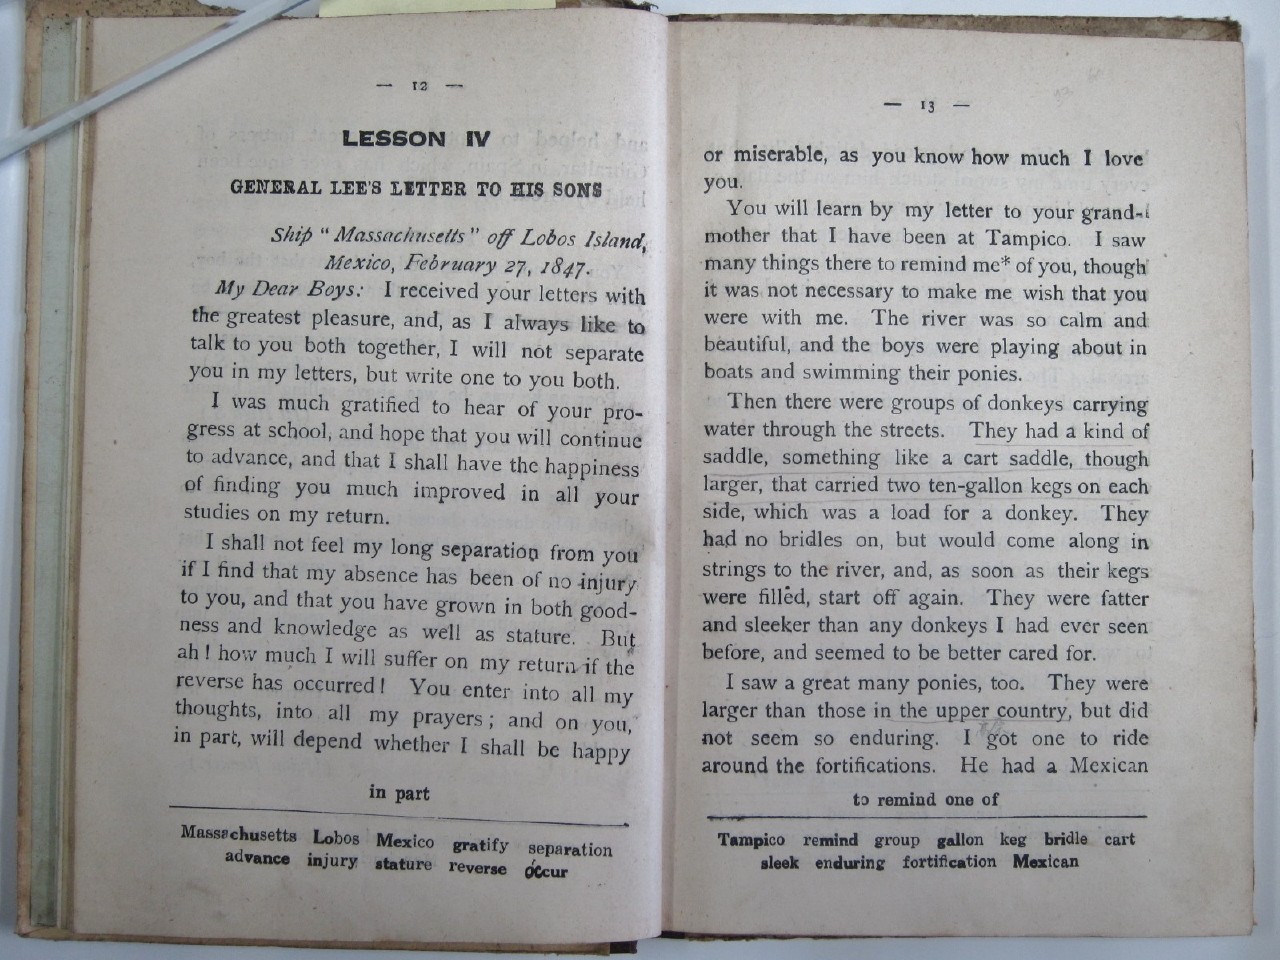 — 12 —
LESSON IV
GENERAL LEE'S LETTER TO HIS SONS
Ship "Massachusetts" off Lobos Island,
Mexico, February 27, 1847.
My Dear Boys: I received your letters with
the greatest pleasure, and, as I always like to
talk to you both together, I will not separate
you in my letters, but write one to you both.
I was much gratified to hear of your pro-
gress at school, and hope that you will continue
to advance, and that I shall have the happiness
of finding you much improved in all your
studies on my return.
I shall not feel my long separation from you
if I find that my absence has been of no injury
to you, and that you have grown in both good-
ness and knowledge as well as stature. But
ah! how much I will suffer on my return if the
reverse has occurred! You enter into all my
thoughts, into all my prayers; and on you,
in part, will depend whether I shall be happy
in part
Massachusetts Lobos Mexico gratify separation
advance injury stature reverse occur
— 13 —
or miserable, as you know how much I love
you.
You will learn by my letter to your grand-
mother that I have been at Tampico. I saw
many things there to remind me* of you, though
it was not necessary to make me wish that you
were with me. The river was so calm and
beautiful, and the boys were playing about in
boats and swimming their ponies.
Then there were groups of donkeys carrying
water through the streets. They had a kind of
saddle, something like a cart saddle, though
larger, that carried two ten-gallon kegs on each
side, which was a load for a donkey. They
had no bridles on, but would come along in
strings to the river, and, as soon as their kegs
were filled, start off again. They were fatter
and sleeker than any donkeys I had ever seen
before, and seemed to be better cared for.
I saw a great many ponies, too. They were
larger than those in the upper country, but did
not seem so enduring. I got one to ride
around the fortifications. He had a Mexican
to remind one of
Tampico remind group gallon keg bridle cart
sleek enduring fortification Mexican